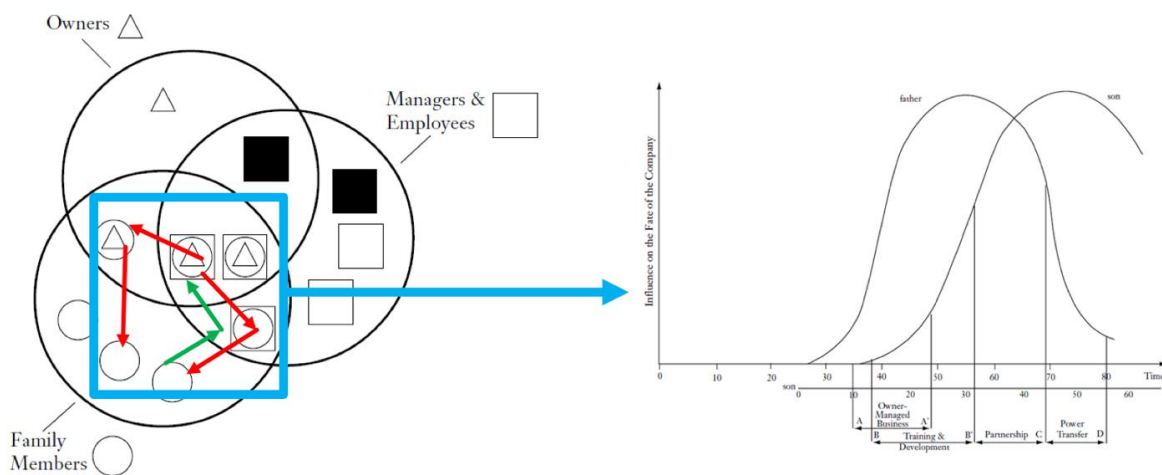 Owners
Managers &
Employees
Family
Members
father
son
Influence on the Fate of the Company
0 10 20 30 40 50 60 70 80 Time
son
0 10 20 30 40 50 60
A Owner-Managed Business A'
B Training & Development B' Partnership C Power Transfer D